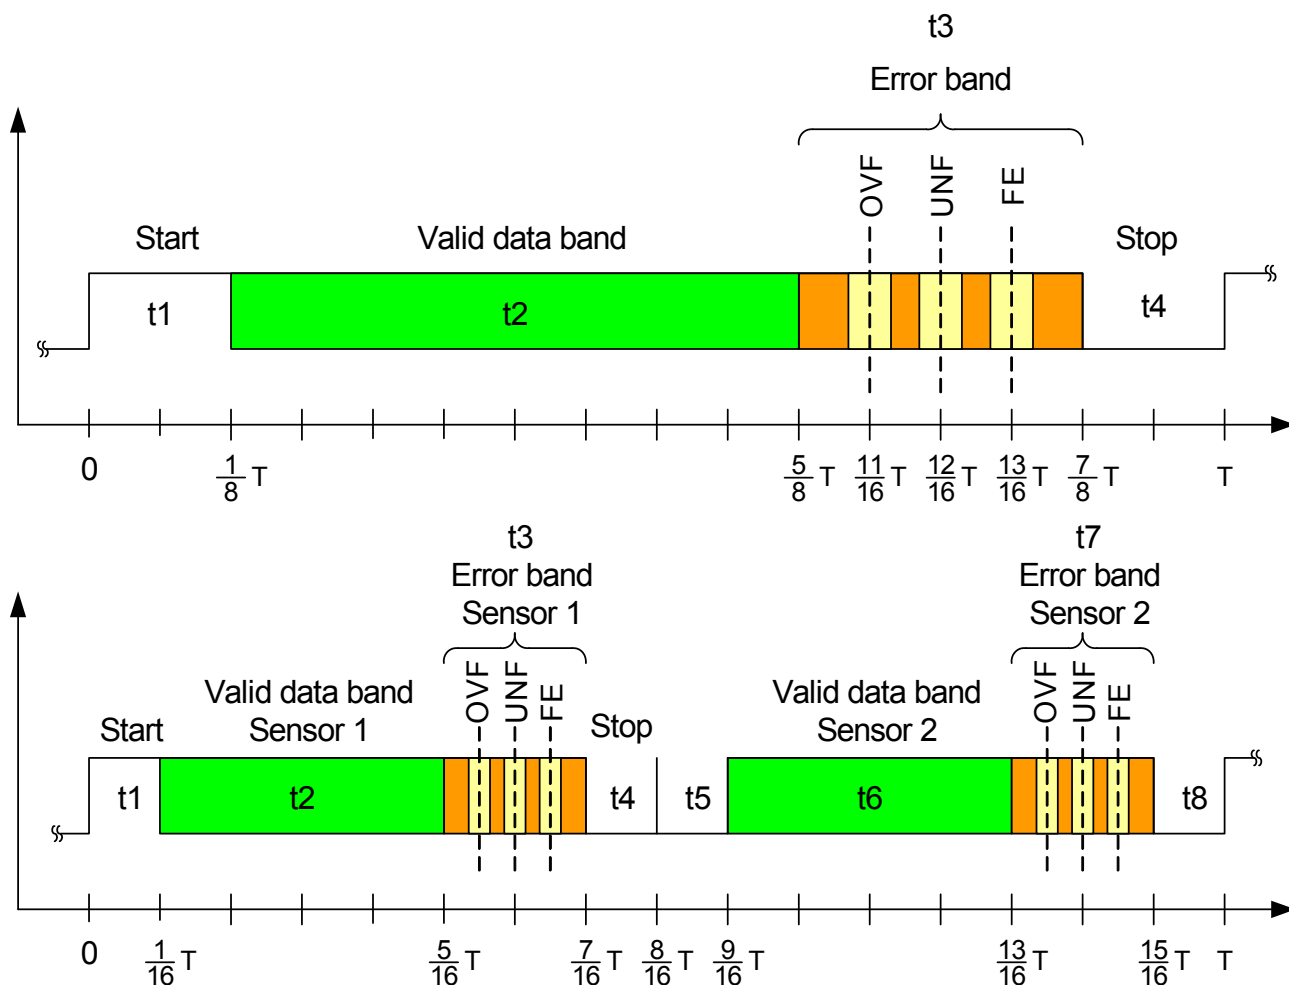 t3
Error band
OVF
UNF
FE
Start
Valid data band
Stop
t1
t2
t4
0
1/8 T
5/8 T
11/16 T
12/16 T
13/16 T
7/8 T
T
t3
Error band
Sensor 1
t7
Error band
Sensor 2
OVF
UNF
FE
OVF
UNF
FE
Start
Valid data band
Sensor 1
Stop
Valid data band
Sensor 2
t1
t2
t4
t5
t6
t8
0
1/16 T
5/16 T
7/16 T
8/16 T
9/16 T
13/16 T
15/16 T
T